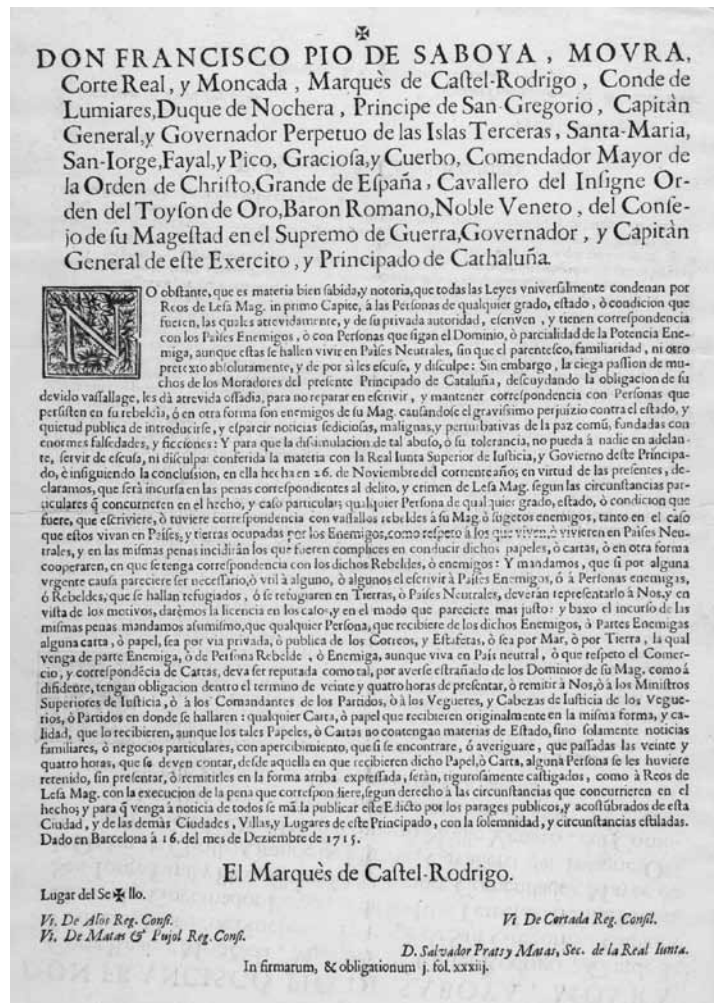 ✠
DON FRANCISCO PIO DE SABOYA, MOVRA,
Corte Real, y Moncada, Marquès de Caſtel-Rodrigo, Conde de
Lumiares, Duque de Nochera, Principe de San-Gregorio, Capitàn
General, y Governador Perpetuo de las Islas Terceras, Santa-Maria,
San-Iorge, Fayal, y Pico, Gracioſa, y Cuerbo, Comendador Mayor de
la Orden de Chriſto, Grande de Eſpaña, Cavallero del Inſigne Or-
den del Toyſon de Oro, Baron Romano, Noble Veneto, del Conſe-
jo de ſu Mageſtad en el Supremo de Guerra, Governador, y Capitàn
General de eſte Exercito, y Principado de Cathaluña.
NO obſtante, que es materia bien ſabida, y notoria, que todas las Leyes vniverſalmente condenan por
Reos de Leſa Mag. in primo Capite, à las Perſonas de qualquier grado, eſtado, ò condicion que
fueren, las quales atrevidamente, y de ſu privada autoridad, eſcriven, y tienen correſpondencia
con los Paìſes Enemigos, ò con Perſonas que ſigan el Dominio, ò parcialidad de la Potencia Ene-
miga, aunque eſtas ſe hallen vivir en Paìſes Neutrales, ſin que el parenteſco, familiaridad, ni otro
pretexto abſolutamente, y de por sì les eſcuſe, y diſculpe: Sin embargo, la ciega paſſion de mu-
chos de los Moradores del preſente Principado de Cataluña, deſcuydando la obligacion de ſu
devido vaſſallage, les dà atrevida oſſadia, para no reparar en eſcrivir, y mantener correſpondencia con Perſonas que
perſiſten en ſu rebeldia, ó en otra forma ſon enemigos de ſu Mag. cauſandoſe el graviſſimo perjuìzio contra el eſtado, y
quietud publica de introducirſe, y eſparcir noticias ſedicioſas, malignas, y perturbativas de la paz comũ, fundadas con
enormes falſedades, y ficciones: Y para que la diſsimulacion de tal abuſo, ó ſu tolerancia, no pueda à nadie en adelan-
te, ſervir de eſcuſa, ni diſculpa: conferida la materia con la Real Iunta Superior de Iuſticia, y Govierno deſte Principa-
do, è inſiguiendo la concluſsion, en ella hecha en 26. de Noviembre del corriente año; en virtud de las preſentes, de-
claramos, que ſerà incurſa en las penas correſpondientes al delito, y crimen de Leſa Mag. ſegun las circunſtancias par-
ticulares q̃ concurrieren en el hecho, y caſo particular; qualquier Perſona de qualquier grado, eſtado, ó condicion que
fuere, que eſcriviere, ò tuviere correſpondencia con vaſſallos rebeldes à ſu Mag. ò ſugetos enemigos, tanto en el caſo
que eſtos vivan en Paìſes, y tierras ocupadas por los Enemigos, como reſpeto à los que viven, ò vivieren en Paìſes Neu-
trales, y en las miſmas penas incidiràn los que fueren complices en conducir dichos papeles, ò cartas, ò en otra forma
cooperaren, en que ſe tenga correſpondencia con los dichos Rebeldes, ò enemigos: Y mandamos, que ſi por alguna
vrgente cauſa pareciere ſer neceſſario, ò vtil à alguno, ò algunos el eſcrivir à Paìſes Enemigos, ó à Perſonas enemigas,
ó Rebeldes, que ſe hallan refugiados, ó ſe refugiaren en Tierras, ò Paìſes Neutrales, deveràn repreſentarlo à Nos, y en
viſta de los motivos, darèmos la licencia en los caſos, y en el modo que pareciere mas juſto: y baxo el incurſo de las
miſmas penas mandamos aſsimiſmo, que qualquier Perſona, que recibiere de los dichos Enemigos, ò Partes Enemigas
alguna carta, ò papel, ſea por via privada, ò publica de los Correos, y Eſtafetas, ò ſea por Mar, ò por Tierra, la qual
venga de parte Enemiga, ò de Perſona Rebelde, ò Enemiga, aunque viva en Paìs neutral, ò que reſpeto el Comer-
cio, y correſpondẽcia de Cartas, deva ſer reputada como tal, por averſe eſtrañado de los Dominios de ſu Mag. como à
difidente, tengan obligacion dentro el termino de veinte y quatro horas de preſentar, ò remitir à Nos, ò à los Miniſtros
Superiores de Iuſticia, ò à los Comandantes de los Partidos, ò à los Vegueres, y Cabezas de Iuſticia de los Vegue-
rios, ò Partidos en donde ſe hallaren: qualquier Carta, ò papel que recibieren originalmente en la miſma forma, y ca-
lidad, que lo recibieren, aunque los tales Papeles, ò Cartas no contengan materias de Eſtado, ſino ſolamente noticias
familiares, ò negocios particulares, con apercibimiento, que ſi ſe encontrare, ò averiguare, que paſſadas las veinte y
quatro horas, que ſe deven contar, deſde aquella en que recibieren dicho Papel, ò Carta, alguna Perſona ſe les huviere
retenido, ſin preſentar, ò remitirles en la forma arriba expreſſada, ſeràn, riguroſamente caſtigados, como à Reos de
Leſa Mag. con la execucion de la pena que correſpondiere, ſegun derecho à las circunſtancias que concurrieren en el
hecho; y para q̃ venga à noticia de todos ſe mã. la publicar eſte Edicto por los parages publicos, y acoſtũbrados de eſta
Ciudad, y de las demàs Ciudades, Villas, y Lugares de eſte Principado, con la ſolemnidad, y circunſtancias eſtiladas.
Dado en Barcelona à 16. del mes de Deziembre de 1715.
El Marquès de Caſtel-Rodrigo.
Lugar del Se✠llo.
Vt. De Alos Reg. Conſi.
Vt. De Cortada Reg. Conſil.
Vt. De Matas & Pujol Reg. Conſi.
D. Salvador Prats y Matas, Sec. de la Real Iunta.
In firmarum, & obligationum j. fol. xxxiij.